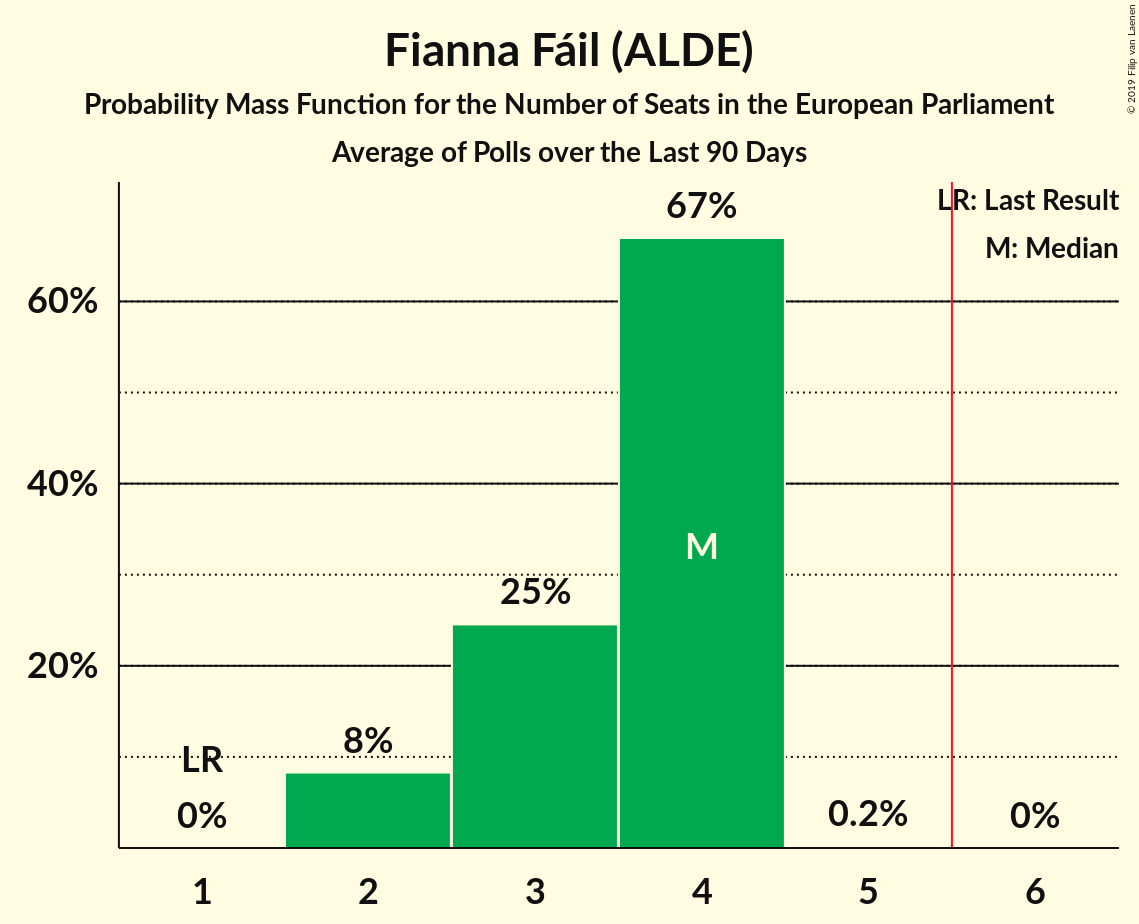 Fianna Fáil (ALDE)
Probability Mass Function for the Number of Seats in the European Parliament
Average of Polls over the Last 90 Days
© 2019 Filip van Laenen
LR: Last Result
M: Median
67%
60%
40%
M
25%
20%
8%
LR
0%
0.2%
0%
1 2 3 4 5 6